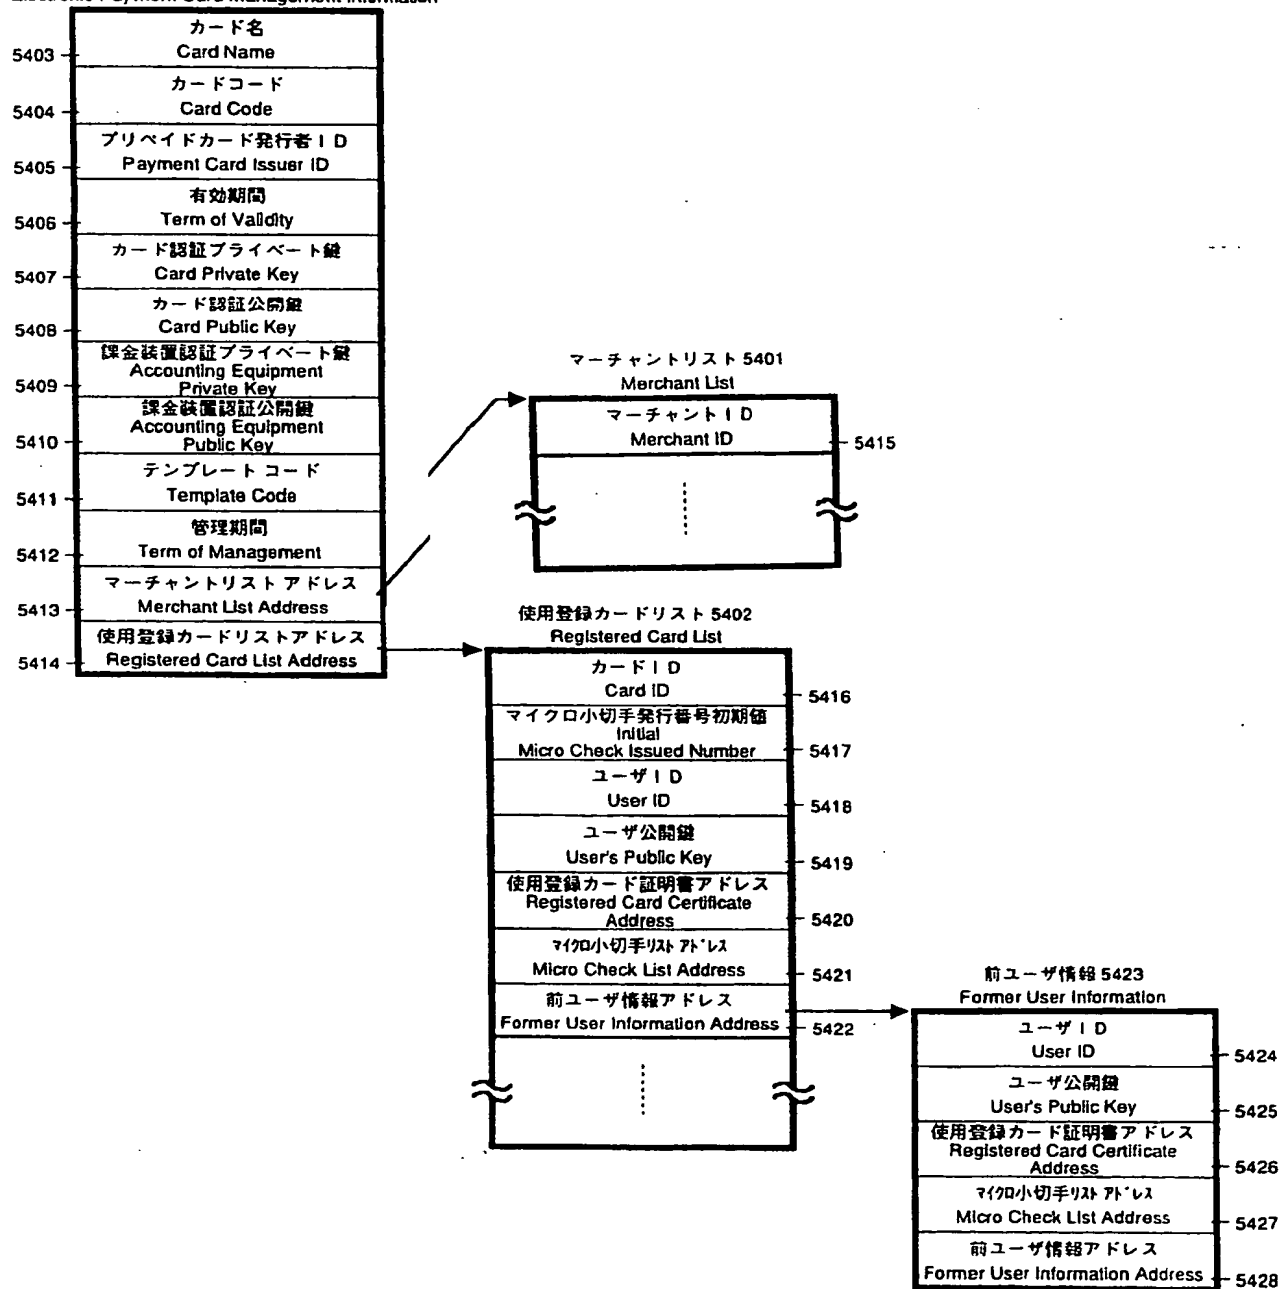 Electronic Payment Card Management Information
カード名
Card Name
5403
カードコード
Card Code
5404
プリペイドカード発行者ID
Payment Card Issuer ID
5405
有効期間
Term of Validity
5406
カード認証プライベート鍵
Card Private Key
5407
カード認証公開鍵
Card Public Key
5408
課金装置認証プライベート鍵
Accounting Equipment
Private Key
5409
課金装置認証公開鍵
Accounting Equipment
Public Key
5410
テンプレート コード
Template Code
5411
管理期間
Term of Management
5412
マーチャントリスト アドレス
Merchant List Address
5413
使用登録カードリストアドレス
Registered Card List Address
5414
マーチャントリスト 5401
Merchant List
マーチャントID
Merchant ID
5415
使用登録カードリスト 5402
Registered Card List
カードID
Card ID
5416
マイクロ小切手発行番号初期値
Initial
Micro Check Issued Number
5417
ユーザID
User ID
5418
ユーザ公開鍵
User's Public Key
5419
使用登録カード証明書アドレス
Registered Card Certificate
Address
5420
マイクロ小切手リスト アドレス
Micro Check List Address
5421
前ユーザ情報アドレス
Former User Information Address
5422
前ユーザ情報 5423
Former User Information
ユーザID
User ID
5424
ユーザ公開鍵
User's Public Key
5425
使用登録カード証明書アドレス
Registered Card Certificate
Address
5426
マイクロ小切手リスト アドレス
Micro Check List Address
5427
前ユーザ情報アドレス
Former User Information Address
5428